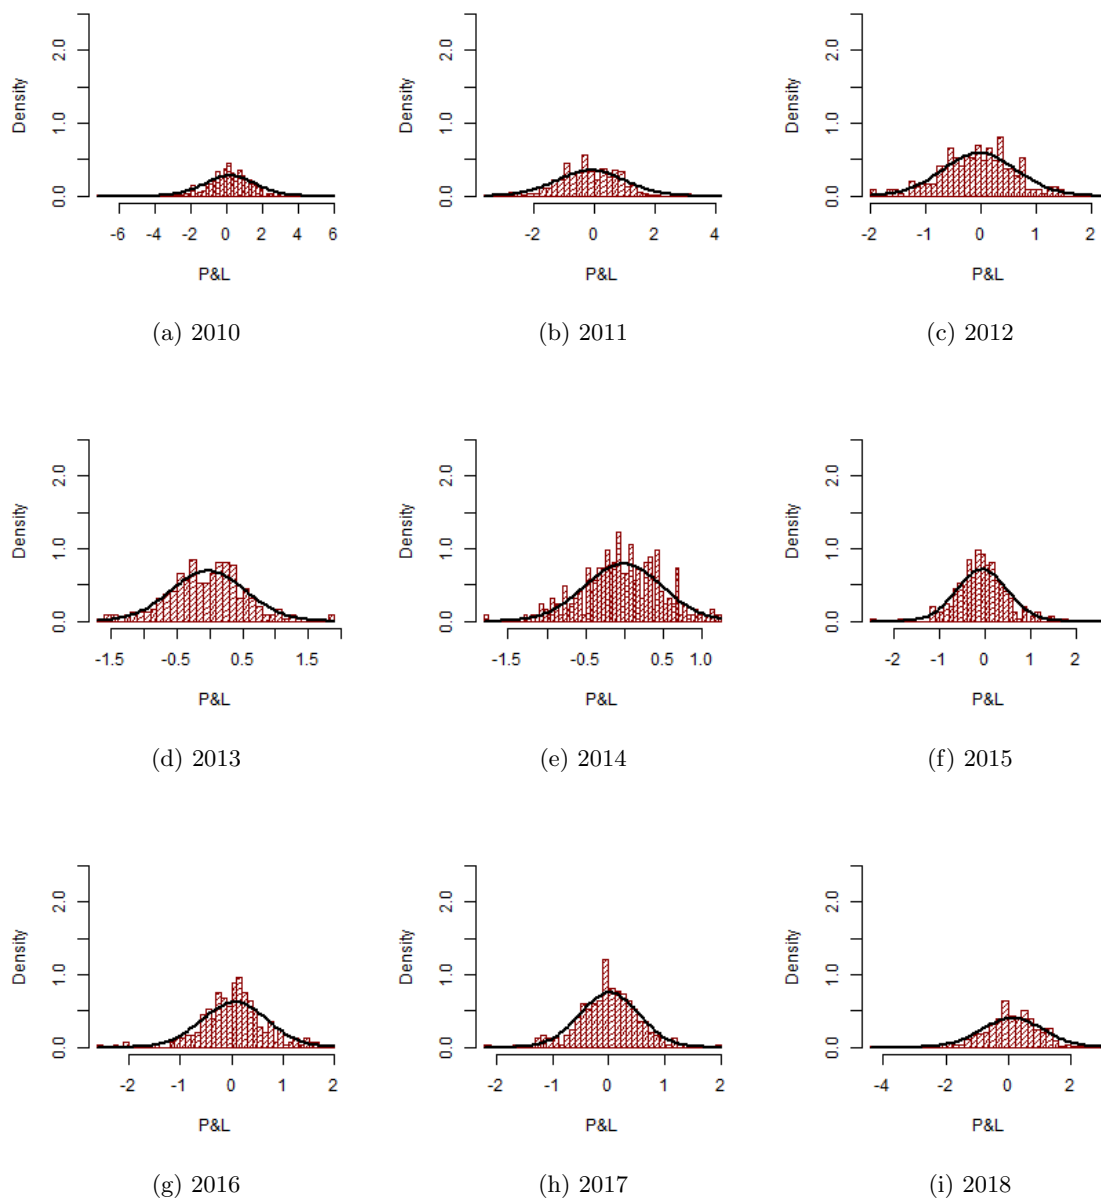 2.0 2.0 2.0
Density Density Density
1.0 1.0 1.0
0.0 0.0 0.0
-6 -4 -2 0 2 4 6 -2 0 2 4 -2 -1 0 1 2
P&L P&L P&L
(a) 2010 (b) 2011 (c) 2012
2.0 2.0 2.0
Density Density Density
1.0 1.0 1.0
0.0 0.0 0.0
-1.5 -0.5 0.5 1.5 -1.5 -0.5 0.5 1.0 -2 -1 0 1 2
P&L P&L P&L
(d) 2013 (e) 2014 (f) 2015
2.0 2.0 2.0
Density Density Density
1.0 1.0 1.0
0.0 0.0 0.0
-2 -1 0 1 2 -2 -1 0 1 2 -4 -2 0 2
P&L P&L P&L
(g) 2016 (h) 2017 (i) 2018